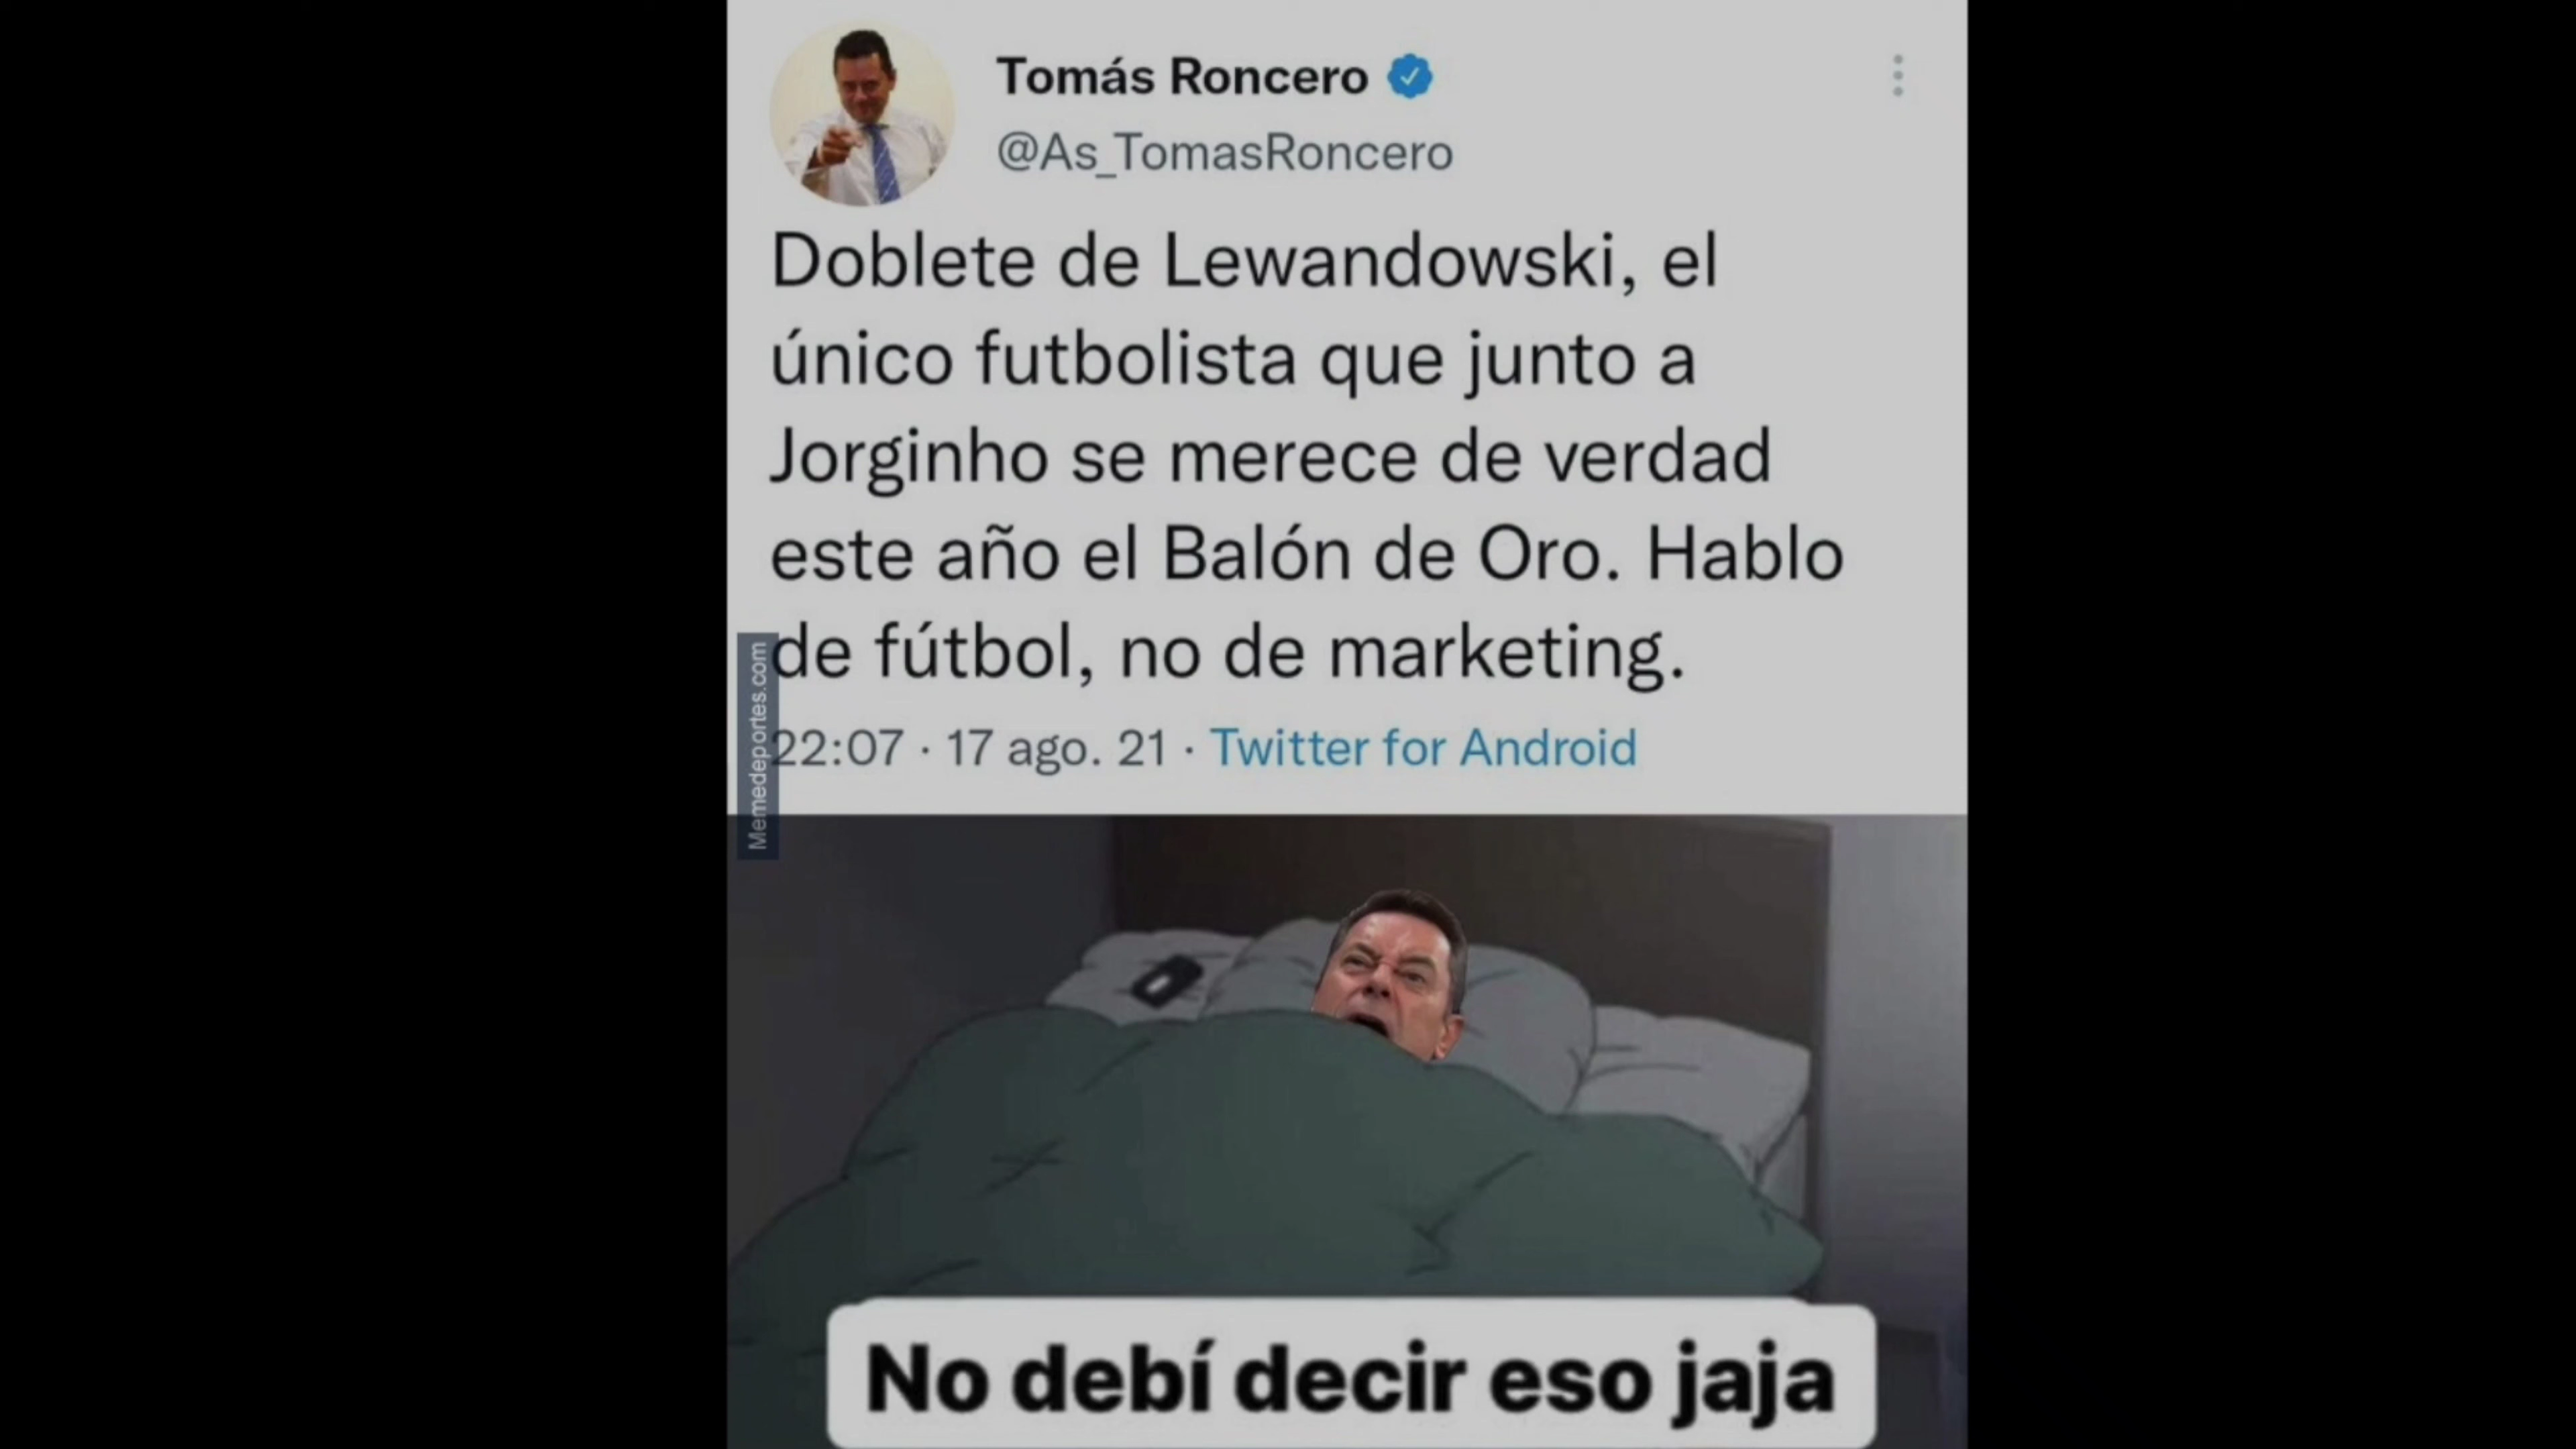 Tomás Roncero
@As_TomasRoncero
Doblete de Lewandowski, el
único futbolista que junto a
Jorginho se merece de verdad
este año el Balón de Oro. Hablo
de fútbol, no de marketing.
22:07 · 17 ago. 21 · Twitter for Android
Memedeportes.com
No debí decir eso jaja